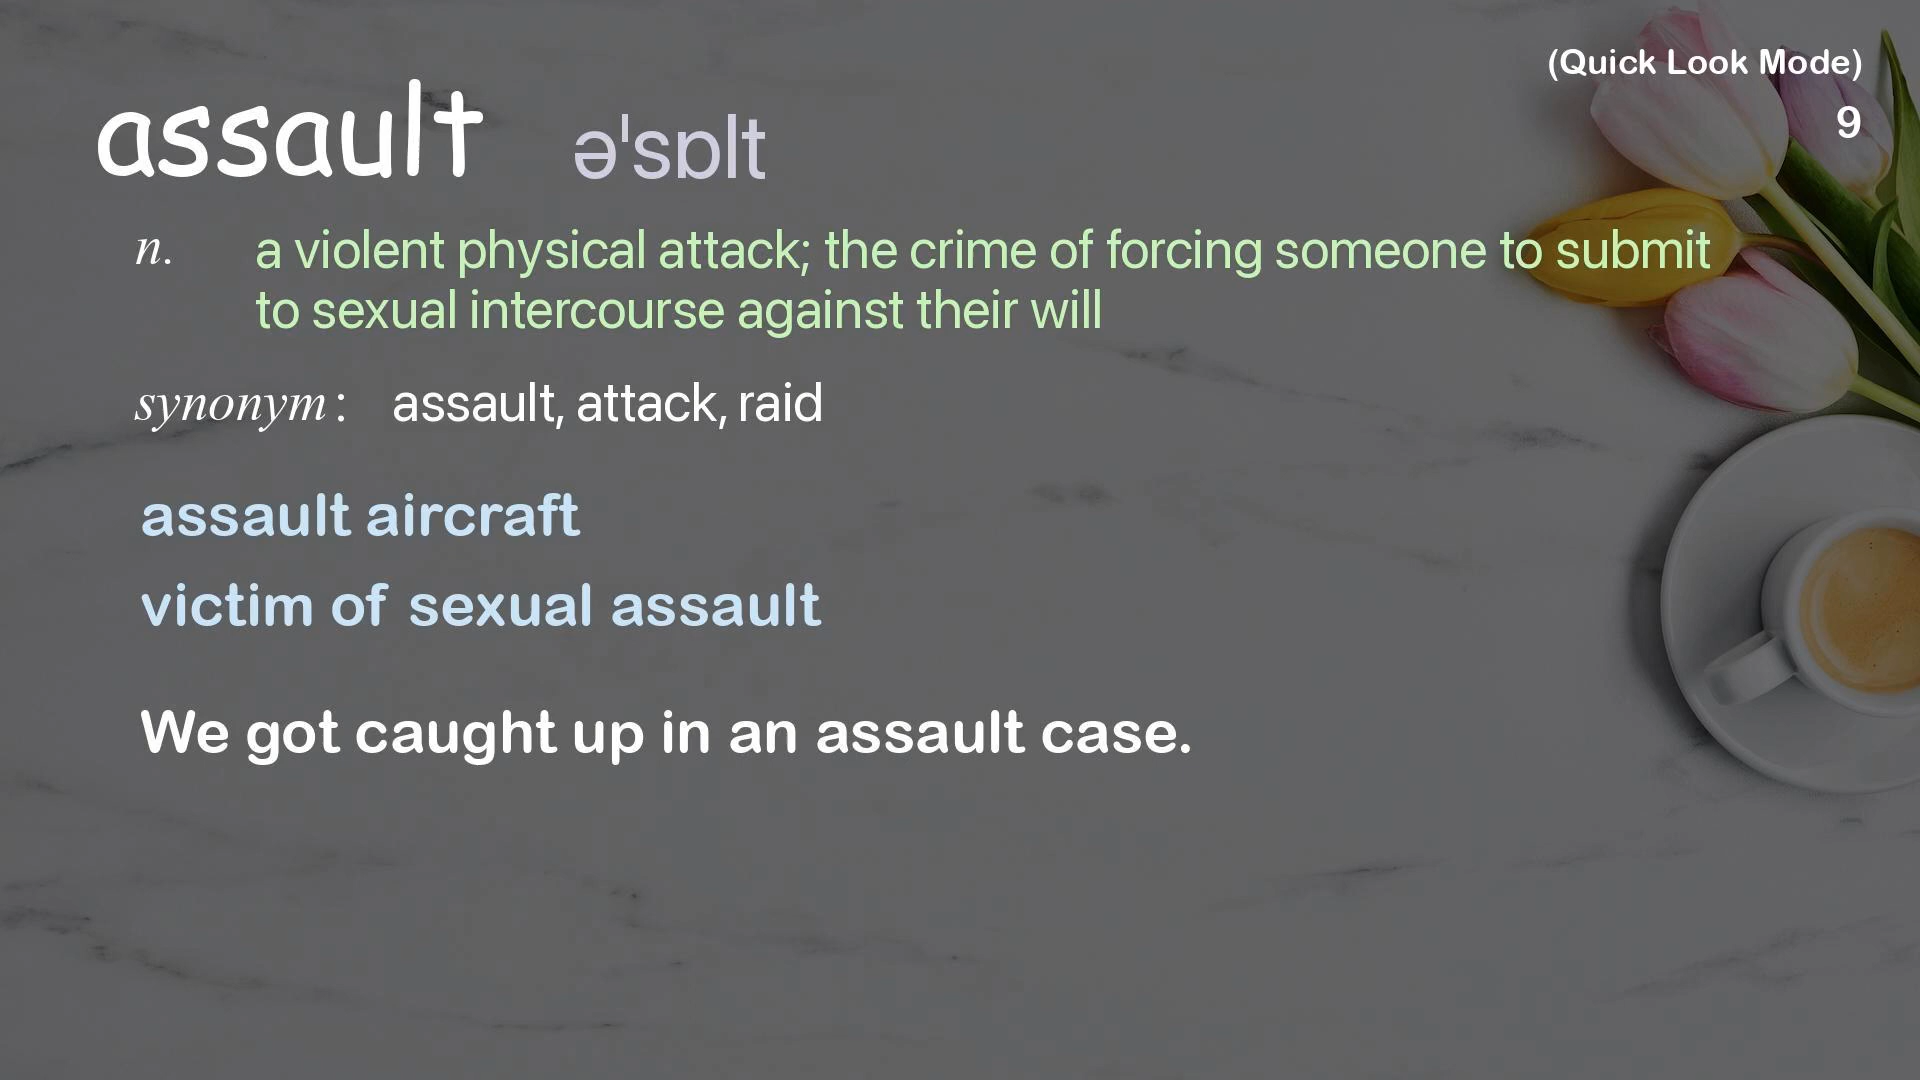 (Quick Look Mode)
9
assault əˈsɒlt
n. a violent physical attack; the crime of forcing someone to submit
to sexual intercourse against their will
synonym: assault, attack, raid
assault aircraft
victim of sexual assault
We got caught up in an assault case.